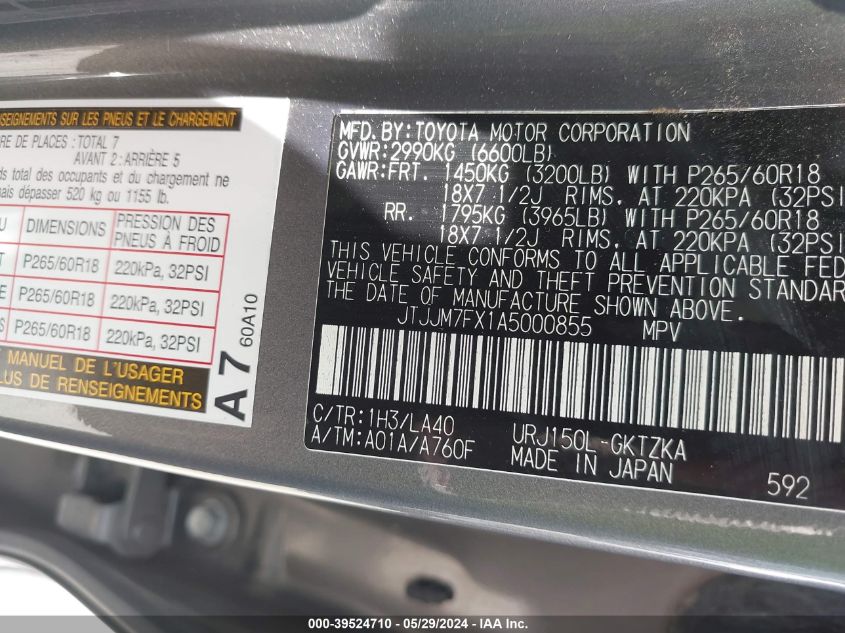 NSEIGNEMENTS SUR LES PNEUS ET LE CHARGEMENT
RE DE PLACES : TOTAL 7
AVANT 2: ARRIÈRE 5
ds total des occupants et du chargement ne
mais dépasser 520 kg ou 1155 lb.
U DIMENSIONS PRESSION DES PNEUS À FROID
T P265/60R18 220kPa, 32PSI
E P265/60R18 220kPa, 32PSI
P265/60R18 220kPa, 32PSI
MANUEL DE L'USAGER
LUS DE RENSEIGNEMENTS
A7 60A10
MFD. BY: TOYOTA MOTOR CORPORATION
GVWR: 2990KG (6600LB)
GAWR: FRT. 1450KG (3200LB) WITH P265/60R18
18X7 1/2J RIMS. AT 220KPA (32PSI
RR. 1795KG (3965LB) WITH P265/60R18
18X7 1/2J RIMS. AT 220KPA (32PSI
THIS VEHICLE CONFORMS TO ALL APPLICABLE FED
VEHICLE SAFETY AND THEFT PREVENTION STANDAR
THE DATE OF MANUFACTURE SHOWN ABOVE.
JTJJM7FX1A5000855 MPV
C/TR: 1H3/LA40 URJ150L-GKTZKA
A/TM: A01A/A760F MADE IN JAPAN 592
000-39524710 - 05/29/2024 - IAA Inc.